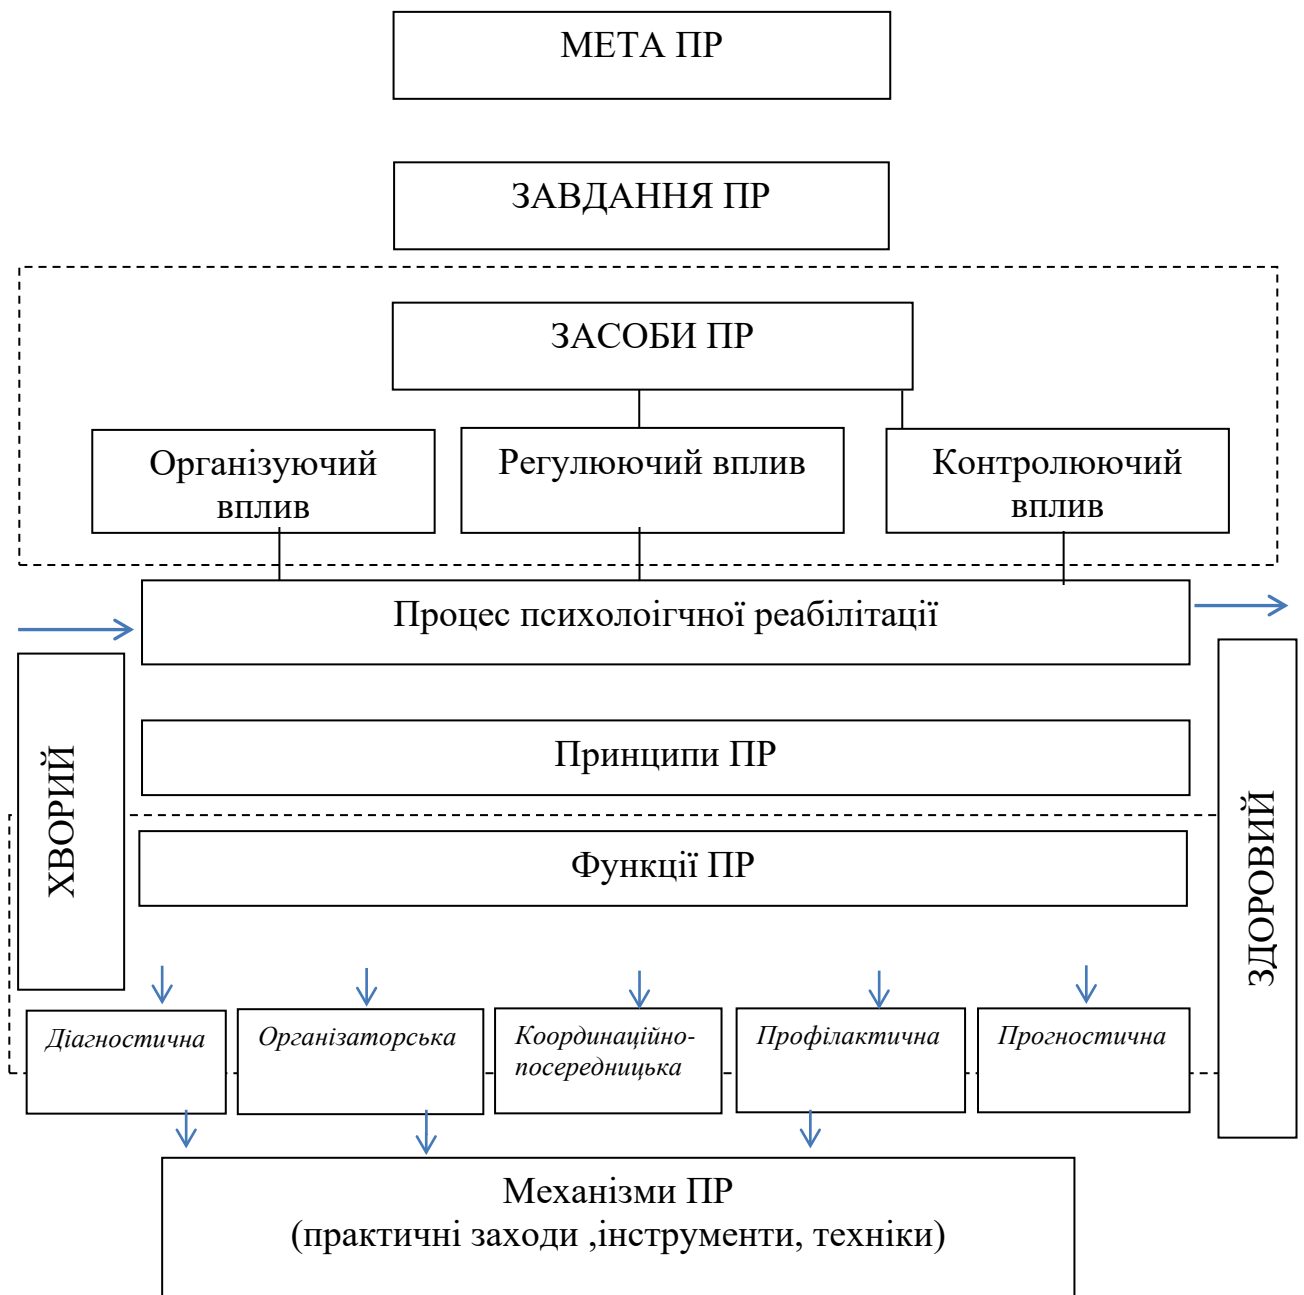 МЕТА ПР
ЗАВДАННЯ ПР
ЗАСОБИ ПР
Організуючий
вплив
Регулюючий вплив
Контролюючий
вплив
Процес психолоігчної реабілітації
ХВОРИЙ
Принципи ПР
ЗДОРОВИЙ
Функції ПР
Діагностична
Організаторська
Координаційно-
посередницька
Профілактична
Прогностична
Механізми ПР
(практичні заходи ,інструменти, техніки)